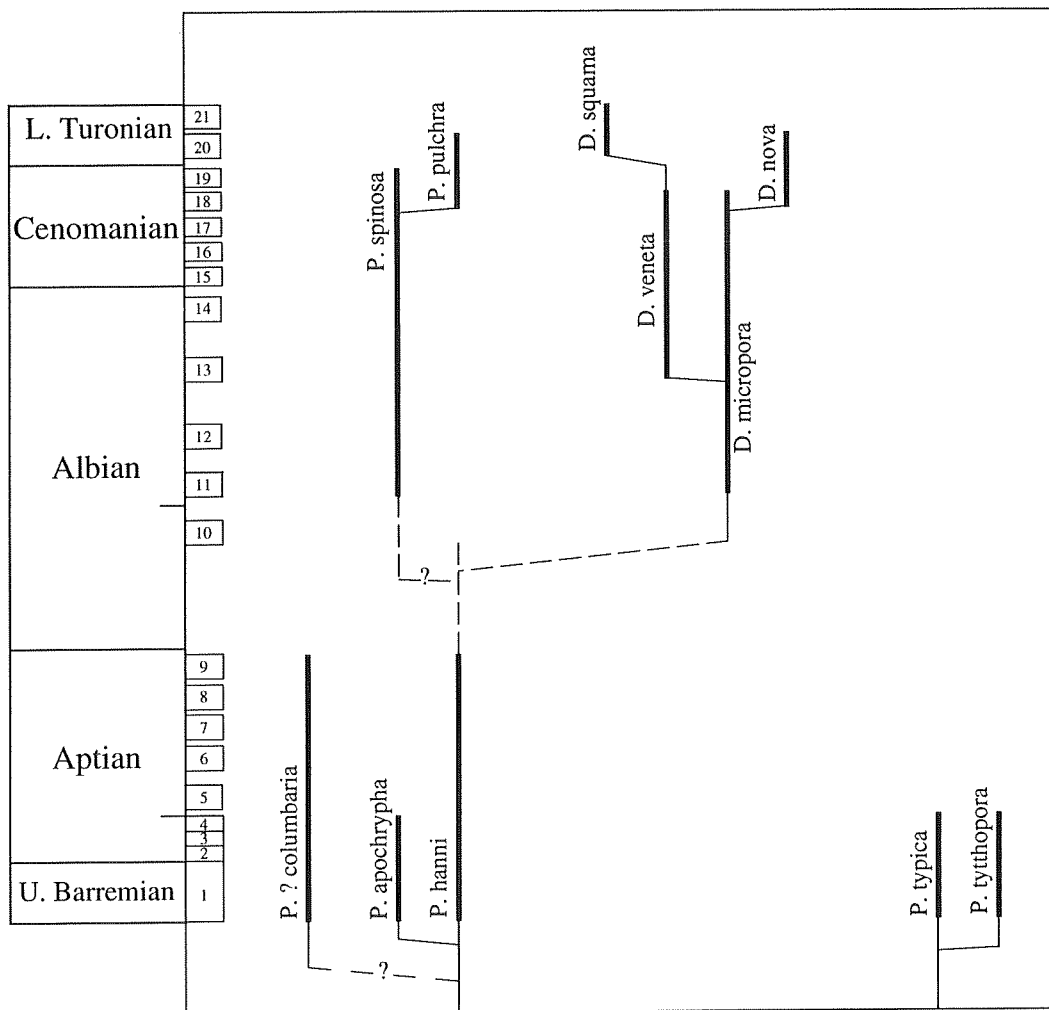 L. Turonian
Cenomanian
Albian
Aptian
U. Barremian
21
20
19
18
17
16
15
14
13
12
11
10
9
8
7
6
5
4
3
2
1
P. spinosa
P. pulchra
D. squama
D. veneta
D. micropora
D. nova
?
P. ? columbaria
P. apochrypha
P. hanni
?
P. typica
P. tytthopora